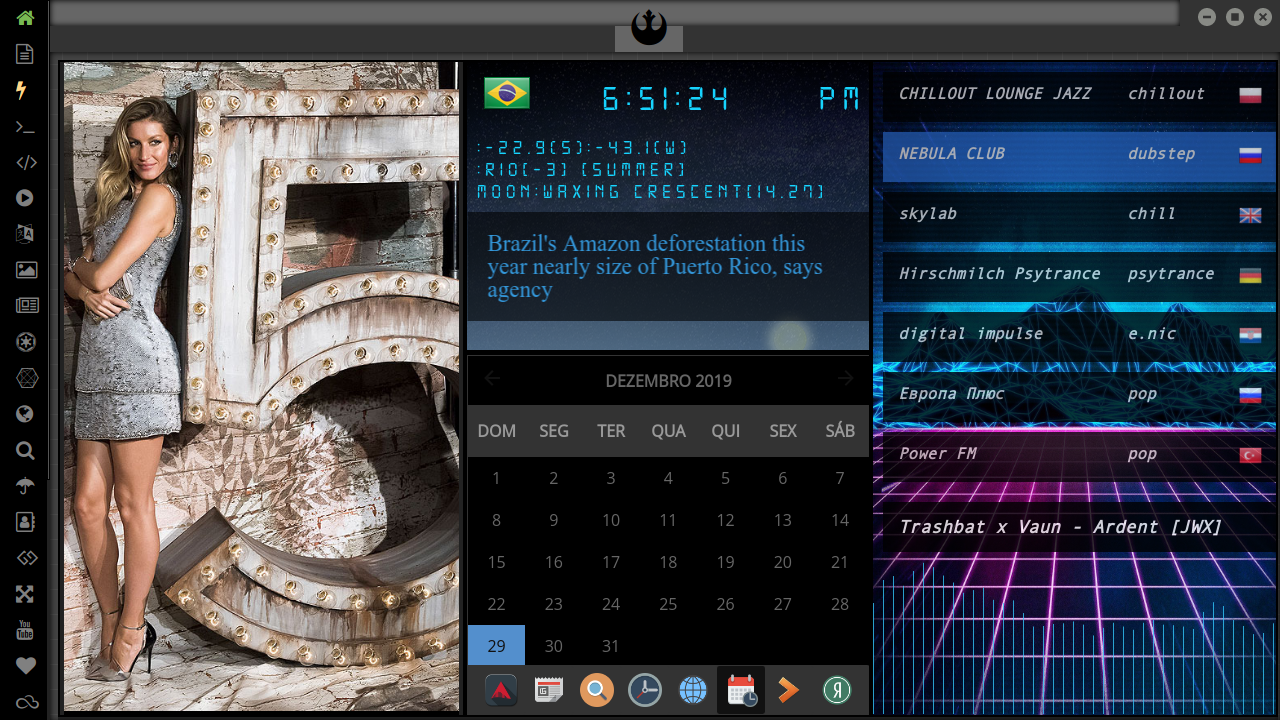 6:51:24 PM
:-22.9(S):-43.1(W)
:RIO(-3) (SUMMER)
MOON:WAXING CRESCENT(14.27)
Brazil's Amazon deforestation this
year nearly size of Puerto Rico, says
agency
DEZEMBRO 2019
DOM SEG TER QUA QUI SEX SÁB
1 2 3 4 5 6 7
8 9 10 11 12 13 14
15 16 17 18 19 20 21
22 23 24 25 26 27 28
29 30 31
CHILLOUT LOUNGE JAZZ chillout
NEBULA CLUB dubstep
skylab chill
Hirschmilch Psytrance psytrance
digital impulse e.nic
Европа Плюс pop
Power FM pop
Trashbat x Vaun - Ardent [JWX]
You
Tube
5
Я